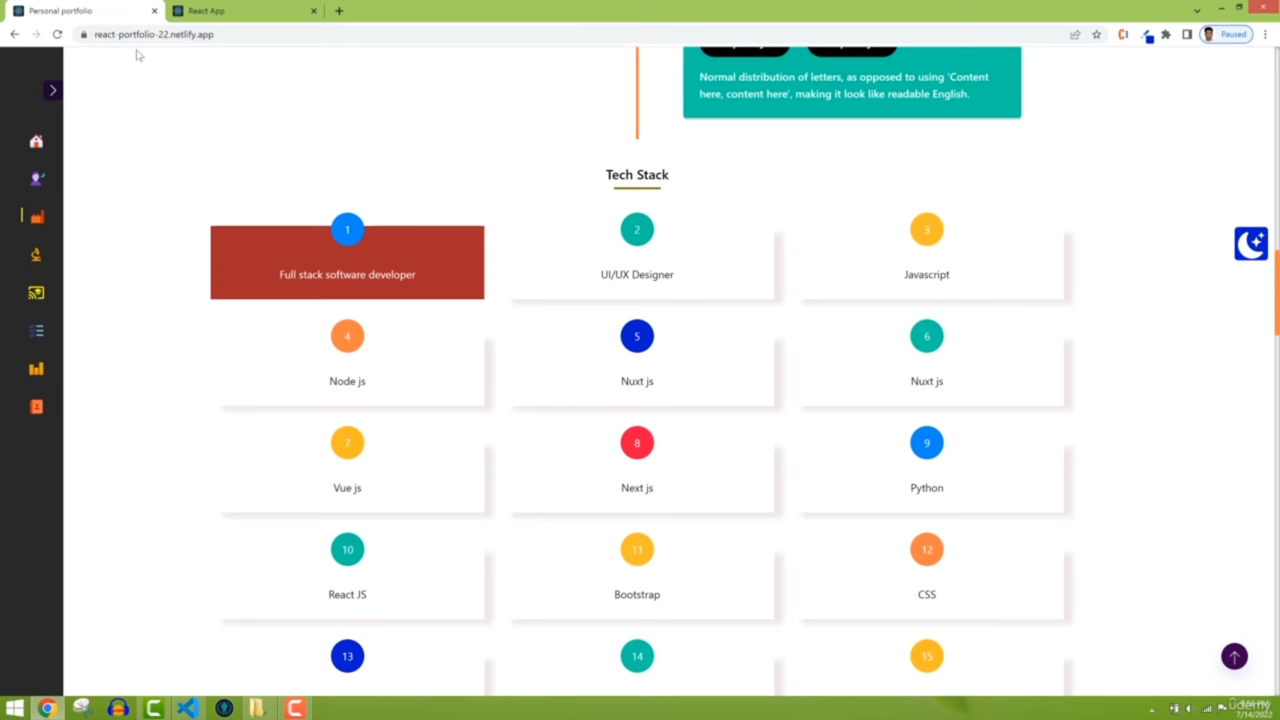 Personal portfolio
React App
react-portfolio-22.netlify.app
Paused
Normal distribution of letters, as opposed to using 'Content
here, content here', making it look like readable English.
Tech Stack
1
2
3
Full stack software developer
UI/UX Designer
Javascript
4
5
6
Node js
Nuxt js
Nuxt js
7
8
9
Vue js
Next js
Python
10
11
12
React JS
Bootstrap
CSS
13
14
15
7/14/2022